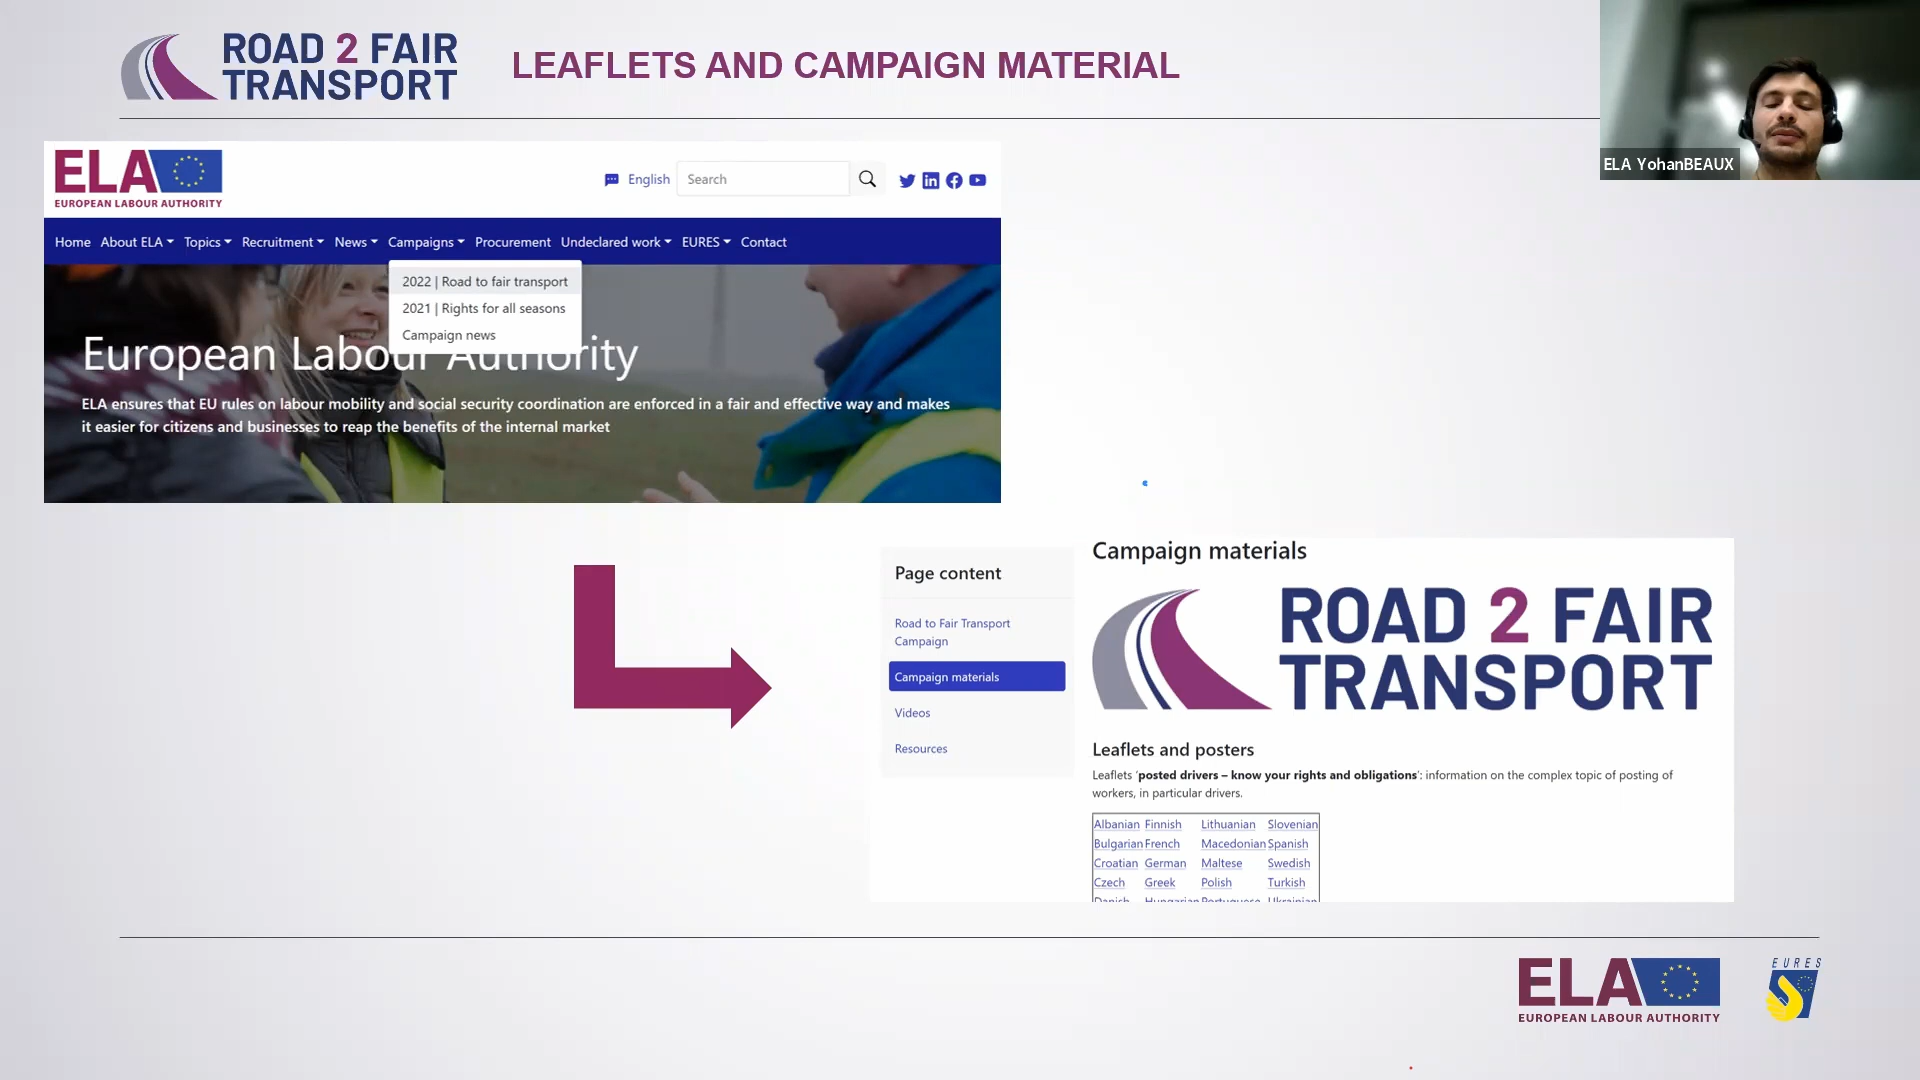 ROAD 2 FAIR
TRANSPORT
LEAFLETS AND CAMPAIGN MATERIAL
ELA YohanBEAUX
ELA
EUROPEAN LABOUR AUTHORITY
English
Search
Home About ELA Topics Recruitment News Campaigns Procurement Undeclared work EURES Contact
2022 | Road to fair transport
2021 | Rights for all seasons
Campaign news
European Labour Authority
ELA ensures that EU rules on labour mobility and social security coordination are enforced in a fair and effective way and makes
it easier for citizens and businesses to reap the benefits of the internal market
Page content
Road to Fair Transport
Campaign
Campaign materials
Videos
Resources
Campaign materials
ROAD 2 FAIR
TRANSPORT
Leaflets and posters
Leaflets 'posted drivers – know your rights and obligations': information on the complex topic of posting of
workers, in particular drivers.
Albanian Finnish Lithuanian Slovenian
Bulgarian French Macedonian Spanish
Croatian German Maltese Swedish
Czech Greek Polish Turkish
Danish Hungarian Portuguese Ukrainian
ELA
EUROPEAN LABOUR AUTHORITY
EURES